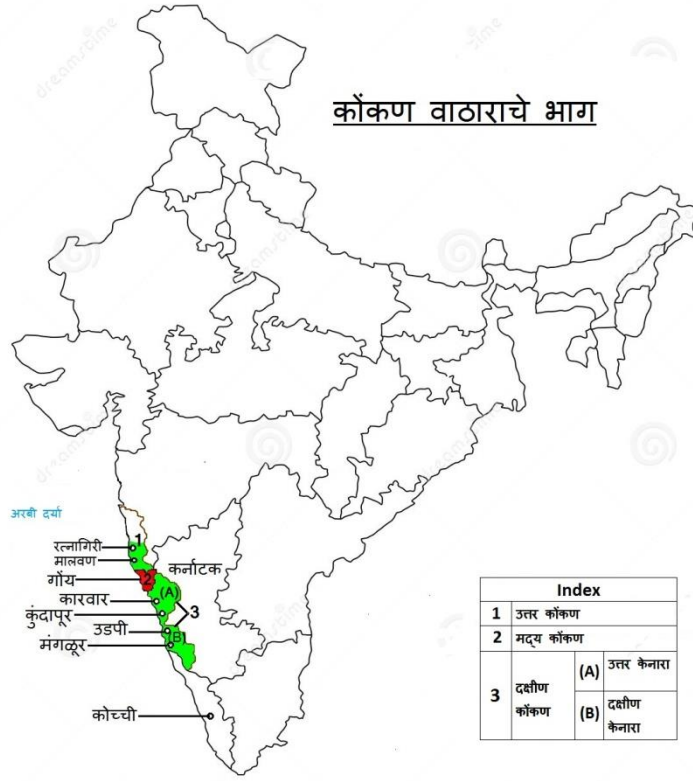 कोंकण वाठाराचे भाग
अरबी दर्या
1
रत्नागिरी
मालवण
कर्नाटक
गोंय
2
(A)
कारवार
3
कुंदापूर
उडपी
(B)
मंगळूर
कोच्ची
Index
1 उत्तर कोंकण
2 मद्य कोंकण
3 दक्षीण कोंकण
(A) उत्तर केनारा
(B) दक्षीण केनारा
dreamstime